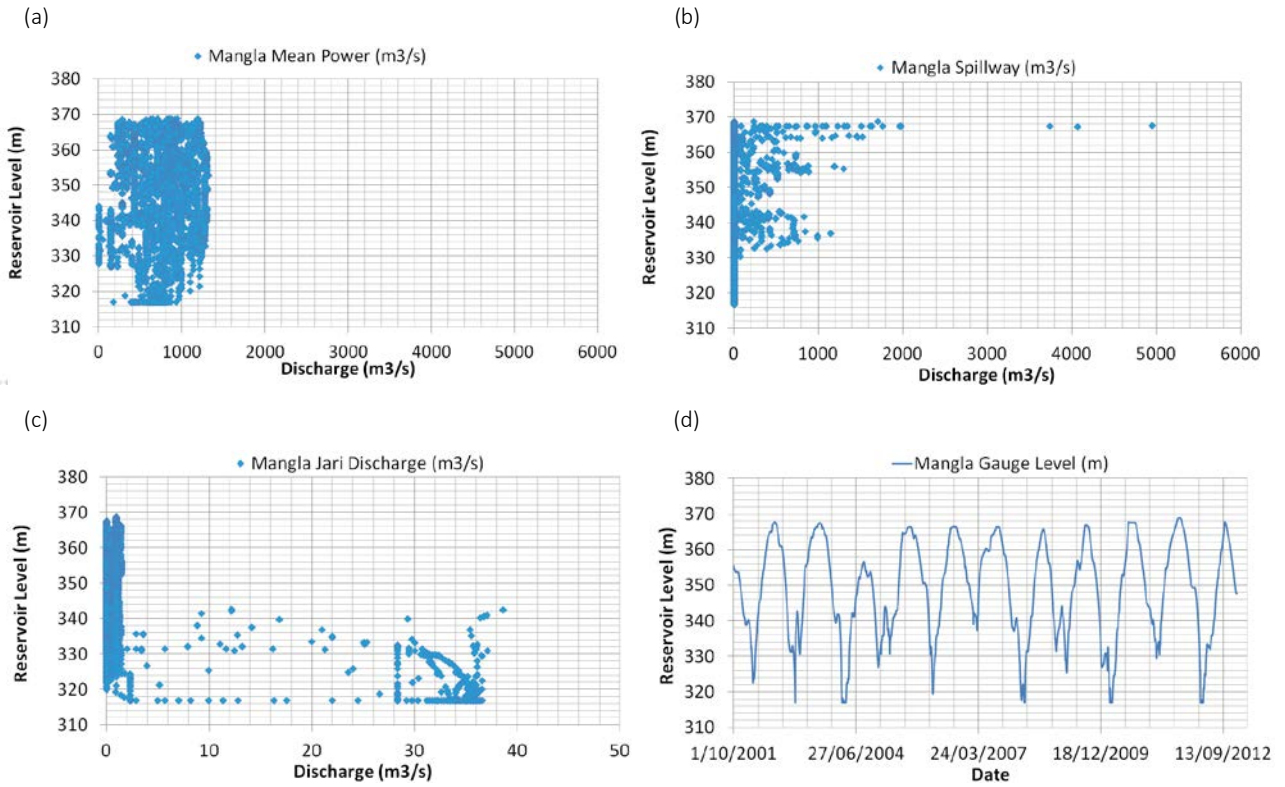 (a)
Mangla Mean Power (m3/s)
380
370
360
350
340
330
320
310
Reservoir Level (m)
0 1000 2000 3000 4000 5000 6000
Discharge (m3/s)
(b)
Mangla Spillway (m3/s)
380
370
360
350
340
330
320
310
Reservoir Level (m)
0 1000 2000 3000 4000 5000 6000
Discharge (m3/s)
(c)
Mangla Jari Discharge (m3/s)
380
370
360
350
340
330
320
310
Reservoir Level (m)
0 10 20 30 40 50
Discharge (m3/s)
(d)
Mangla Gauge Level (m)
380
370
360
350
340
330
320
310
Reservoir Level (m)
1/10/2001 27/06/2004 24/03/2007 18/12/2009 13/09/2012
Date